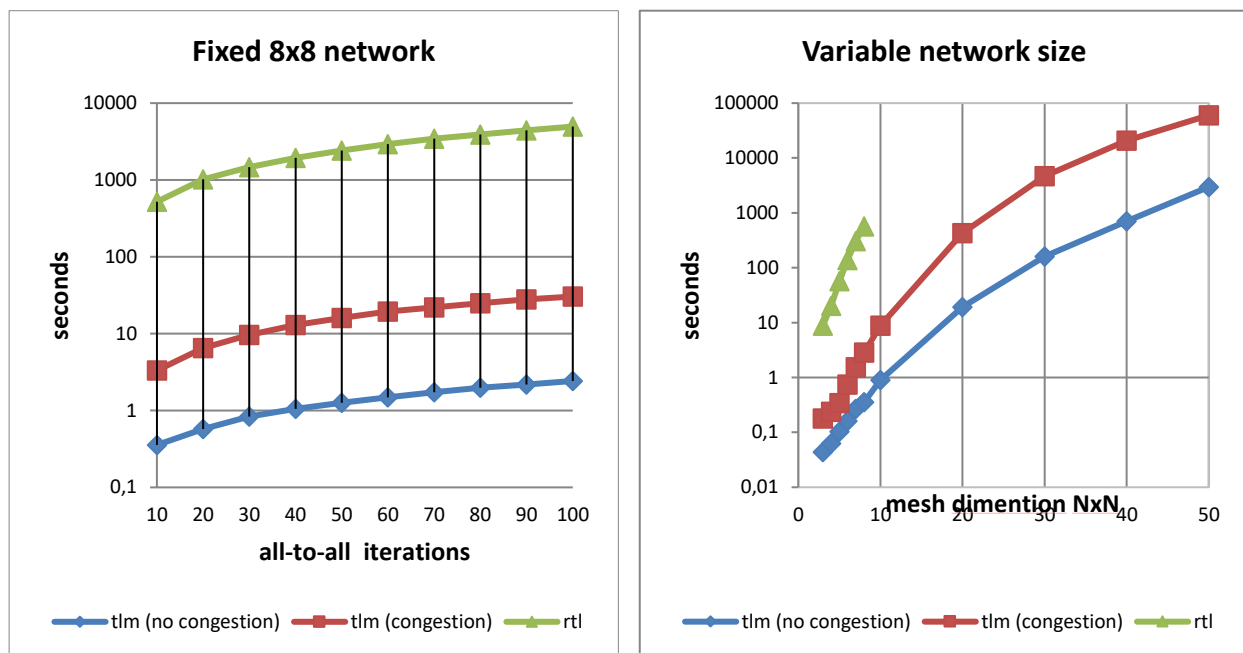 Fixed 8x8 network
10000
1000
100
10
1
0,1
seconds
10 20 30 40 50 60 70 80 90 100
all-to-all iterations
tlm (no congestion) tlm (congestion) rtl
Variable network size
100000
10000
1000
100
10
1
0,1
0,01
seconds
mesh dimention NxN
0 10 20 30 40 50
tlm (no congestion) tlm (congestion) rtl